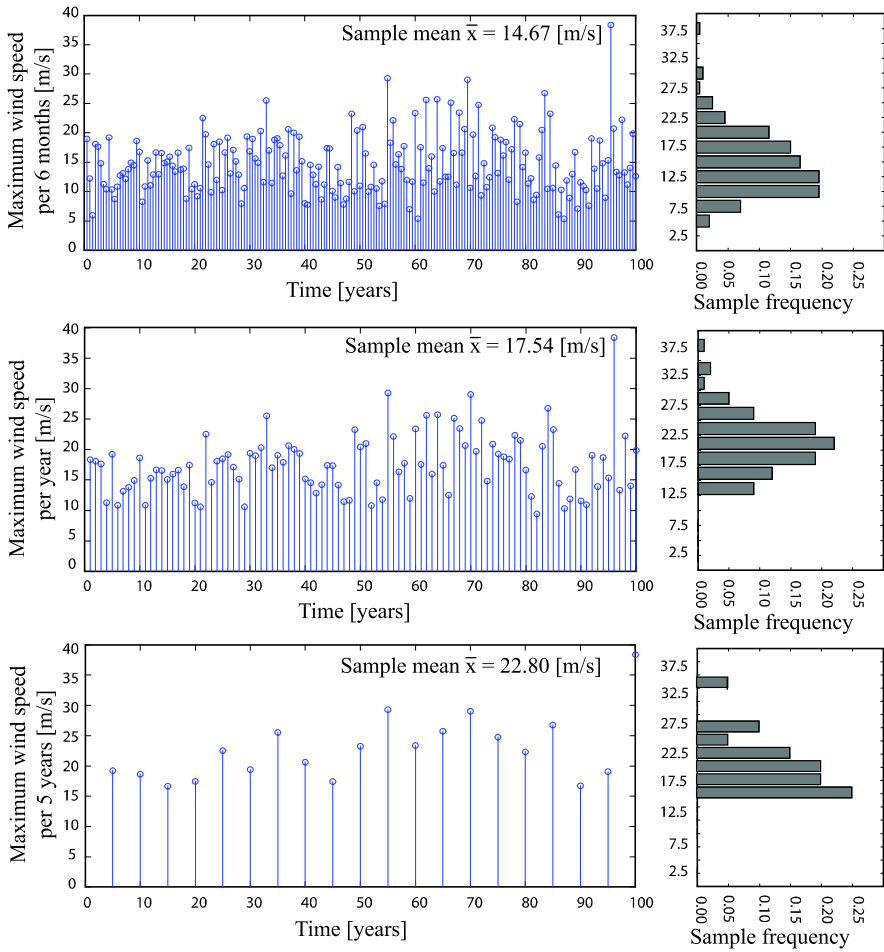 Maximum wind speed
per 6 months [m/s]
Sample mean x̅ = 14.67 [m/s]
40
35
30
25
20
15
10
5
0
0 10 20 30 40 50 60 70 80 90 100
Time [years]
37.5
32.5
27.5
22.5
17.5
12.5
7.5
2.5
0.00 0.05 0.10 0.15 0.20 0.25
Sample frequency
Maximum wind speed
per year [m/s]
Sample mean x̅ = 17.54 [m/s]
40
35
30
25
20
15
10
5
0
0 10 20 30 40 50 60 70 80 90 100
Time [years]
37.5
32.5
27.5
22.5
17.5
12.5
7.5
2.5
0.00 0.05 0.10 0.15 0.20 0.25
Sample frequency
Maximum wind speed
per 5 years [m/s]
Sample mean x̅ = 22.80 [m/s]
40
35
30
25
20
15
10
5
0
0 10 20 30 40 50 60 70 80 90 100
Time [years]
37.5
32.5
27.5
22.5
17.5
12.5
7.5
2.5
0.00 0.05 0.10 0.15 0.20 0.25
Sample frequency